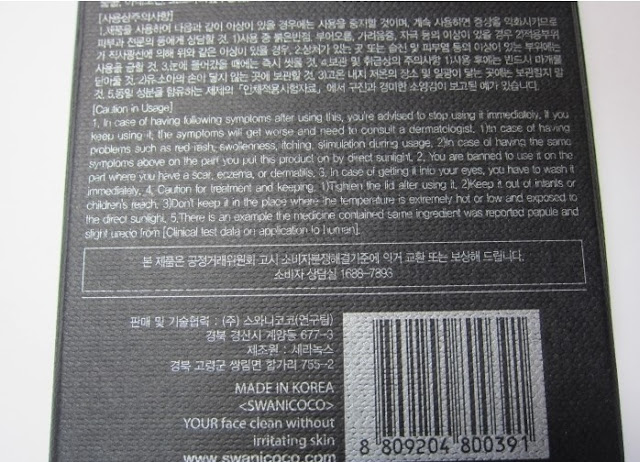 [사용상주의사항]
1.제품을 사용하여 다음과 같이 이상이 있을 경우에는 사용을 중지할 것이며, 계속 사용하면 증상을 악화시키므로
피부과 전문의 등에게 상담할 것. 1)사용 중 붉은반점, 부어오름, 가려움증, 자극 등의 이상이 있을 경우 2)적용부위
가 직사광선에 의해 위와 같은 이상이 있을 경우. 2.상처가 있는 곳 또는 습진 및 피부염 등의 이상이 있는 부위에는
사용을 금할 것. 3.눈에 들어갔을 때에는 즉시 씻을 것. 4.보관 및 취급상의 주의사항 1)사용 후에는 반드시 마개를
닫아둘 것. 2)유.소아의 손이 닿지 않는 곳에 보관할 것. 3)고온 내지 저온의 장소 및 일광이 닿는 곳에는 보관하지 말
것. 5.동일 성분을 함유하는 제제의 「인체적용시험자료」에서 구진과 경미한 소양감이 보고된 예가 있습니다.
[Caution in Usage]
1. In case of having following symptoms after using this, you're advised to stop using it immediately. If you
keep using it, the symptoms will get worse and need to consult a dermatologist. 1)In case of having
problems such as red rash, swollenness, itching, stimulation during usage. 2)In case of having the same
symptoms above on the part you put this product on by direct sunlight. 2. You are banned to use it on the
part where you have a scar, eczema, or dermatitis. 3. In case of getting it into your eyes, you have to wash it
immediately. 4. Caution for treatment and keeping. 1)Tighten the lid after using it. 2)Keep it out of infants or
children's reach. 3)Don't keep it in the place where the temperature is extremely hot or low and exposed to
the direct sunlight. 5.There is an example the medicine contained same ingredient was reported papule and
slight uredo from [Clinical test data on application to human].
본 제품은 공정거래위원회 고시 소비자분쟁해결기준에 의거 교환 또는 보상해 드립니다.
소비자 상담실 1688-7893
판매 및 기술협력 : (주) 스와니코코(연구팀)
경북 경산시 계양동 677-3
제조원 : 세라녹스
경북 고령군 쌍림면 합가리 755-2
MADE IN KOREA
<SWANICOCO>
YOUR face clean without
irritating skin
www.swanicoco.com
8 809204 800391